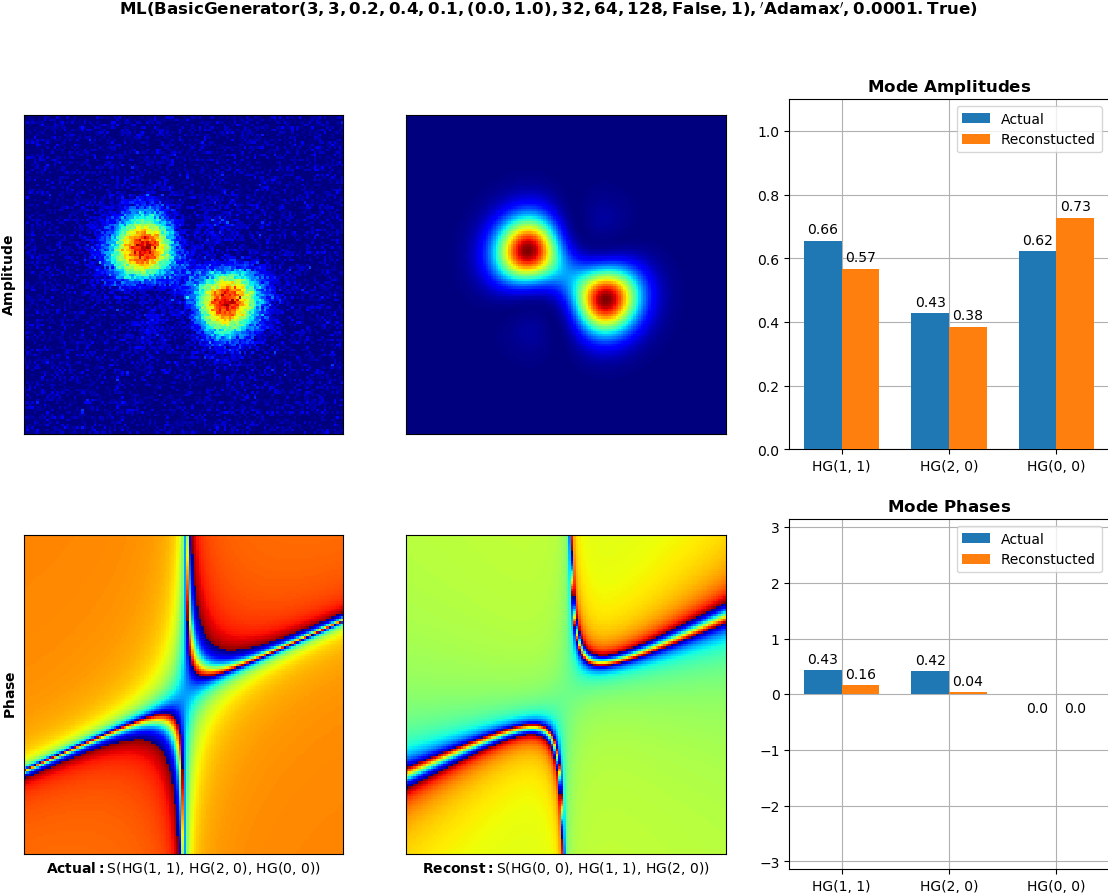 ML(BasicGenerator(3, 3, 0.2, 0.4, 0.1, (0.0, 1.0), 32, 64, 128, False, 1), ′Adamax′, 0.0001. True)
Mode Amplitudes
Actual
Reconstucted
1.0
0.8
0.6
0.4
0.2
0.0
0.66
0.57
0.43
0.38
0.62
0.73
HG(1, 1)
HG(2, 0)
HG(0, 0)
Amplitude
Mode Phases
Actual
Reconstucted
3
2
1
0
−1
−2
−3
0.43
0.16
0.42
0.04
0.0
0.0
HG(1, 1)
HG(2, 0)
HG(0, 0)
Phase
Actual: S(HG(1, 1), HG(2, 0), HG(0, 0))
Reconst: S(HG(0, 0), HG(1, 1), HG(2, 0))